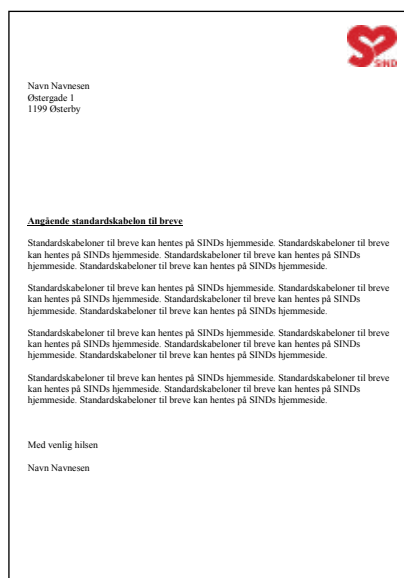 SIND
Navn Navnesen
Østergade 1
1199 Østerby
Angående standardskabelon til breve
Standardskabeloner til breve kan hentes på SINDs hjemmeside. Standardskabeloner til breve
kan hentes på SINDs hjemmeside. Standardskabeloner til breve kan hentes på SINDs
hjemmeside. Standardskabeloner til breve kan hentes på SINDs hjemmeside.
Standardskabeloner til breve kan hentes på SINDs hjemmeside. Standardskabeloner til breve
kan hentes på SINDs hjemmeside. Standardskabeloner til breve kan hentes på SINDs
hjemmeside. Standardskabeloner til breve kan hentes på SINDs hjemmeside.
Standardskabeloner til breve kan hentes på SINDs hjemmeside. Standardskabeloner til breve
kan hentes på SINDs hjemmeside. Standardskabeloner til breve kan hentes på SINDs
hjemmeside. Standardskabeloner til breve kan hentes på SINDs hjemmeside.
Standardskabeloner til breve kan hentes på SINDs hjemmeside. Standardskabeloner til breve
kan hentes på SINDs hjemmeside. Standardskabeloner til breve kan hentes på SINDs
hjemmeside. Standardskabeloner til breve kan hentes på SINDs hjemmeside.
Med venlig hilsen
Navn Navnesen